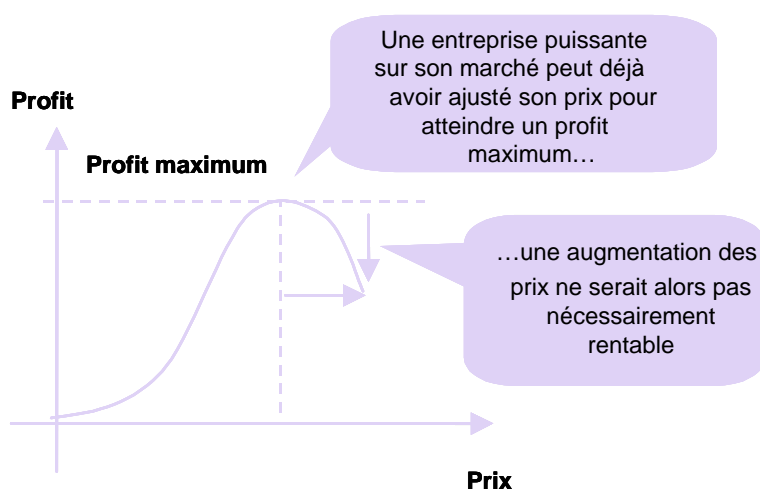 Une entreprise puissante
sur son marché peut déjà
avoir ajusté son prix pour
atteindre un profit
maximum…
Profit
Profit maximum
…une augmentation des
prix ne serait alors pas
nécessairement
rentable
Prix